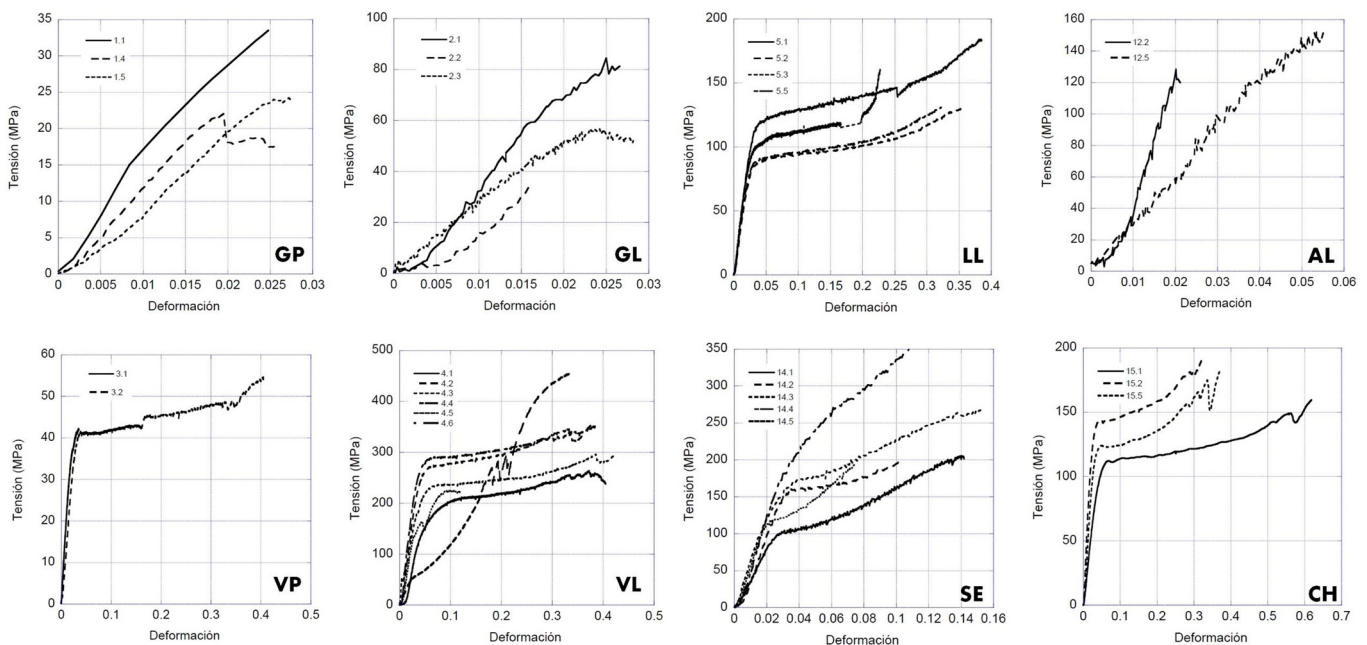 35
30
25
20
15
10
5
0
Tensión (MPa)
1.1
1.4
1.5
GP
0 0.005 0.01 0.015 0.02 0.025 0.03
Deformación
100
80
60
40
20
0
Tensión (MPa)
2.1
2.2
2.3
GL
0 0.005 0.01 0.015 0.02 0.025 0.03
Deformación
200
150
100
50
0
Tensión (MPa)
5.1
5.2
5.3
5.5
LL
0 0.05 0.1 0.15 0.2 0.25 0.3 0.35 0.4
Deformación
160
140
120
100
80
60
40
20
0
Tensión (MPa)
12.2
12.5
AL
0 0.01 0.02 0.03 0.04 0.05 0.06
Deformación
60
50
40
30
20
10
0
Tensión (MPa)
3.1
3.2
VP
0 0.1 0.2 0.3 0.4 0.5
Deformación
500
400
300
200
100
0
Tensión (MPa)
4.1
4.2
4.3
4.4
4.5
4.6
VL
0 0.1 0.2 0.3 0.4 0.5
Deformación
350
300
250
200
150
100
50
0
Tensión (MPa)
14.1
14.2
14.3
14.4
14.5
SE
0 0.02 0.04 0.06 0.08 0.1 0.12 0.14 0.16
Deformación
200
150
100
50
0
Tensión (MPa)
15.1
15.2
15.5
CH
0 0.1 0.2 0.3 0.4 0.5 0.6 0.7
Deformación